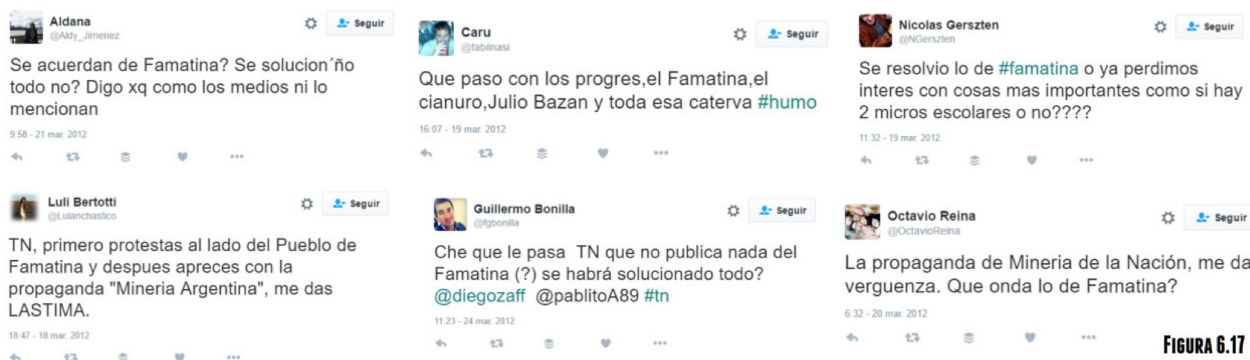 Aldana
@Aldy_Jimenez
Seguir
Se acuerdan de Famatina? Se solucion´ño
todo no? Digo xq como los medios ni lo
mencionan
9:58 - 21 mar. 2012
Caru
@fabiinasi
Seguir
Que paso con los progres,el Famatina,el
cianuro,Julio Bazan y toda esa caterva #humo
16:07 - 19 mar. 2012
Nicolas Gerszten
@NGerszten
Seguir
Se resolvio lo de #famatina o ya perdimos
interes con cosas mas importantes como si hay
2 micros escolares o no????
11:32 - 19 mar. 2012
Luli Bertotti
@Lulanchastico
Seguir
TN, primero protestas al lado del Pueblo de
Famatina y despues apreces con la
propaganda "Mineria Argentina", me das
LASTIMA.
18:47 - 18 mar. 2012
Guillermo Bonilla
@fgbonilla
Seguir
Che que le pasa TN que no publica nada del
Famatina (?) se habrá solucionado todo?
@diegozaff @pablitoA89 #tn
11:23 - 24 mar. 2012
Octavio Reina
@OctavioReina
Seguir
La propaganda de Mineria de la Nación, me da
verguenza. Que onda lo de Famatina?
6:32 - 20 mar. 2012
FIGURA 6.17